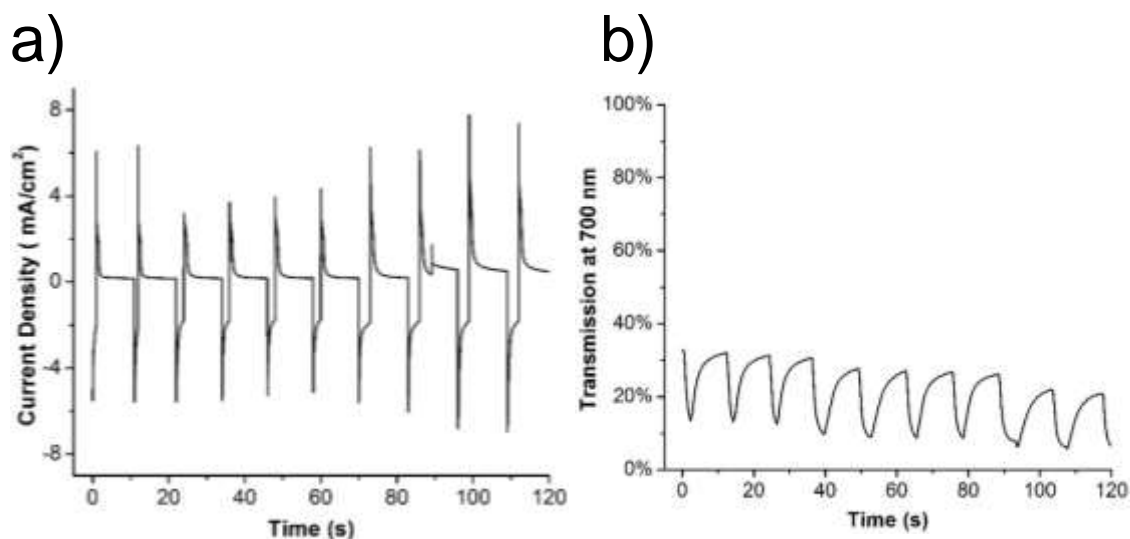 a)
8
4
0
-4
-8
Current Density ( mA/cm²)
0 20 40 60 80 100 120
Time (s)
b)
100%
80%
60%
40%
20%
0%
Transmission at 700 nm
0 20 40 60 80 100 120
Time (s)